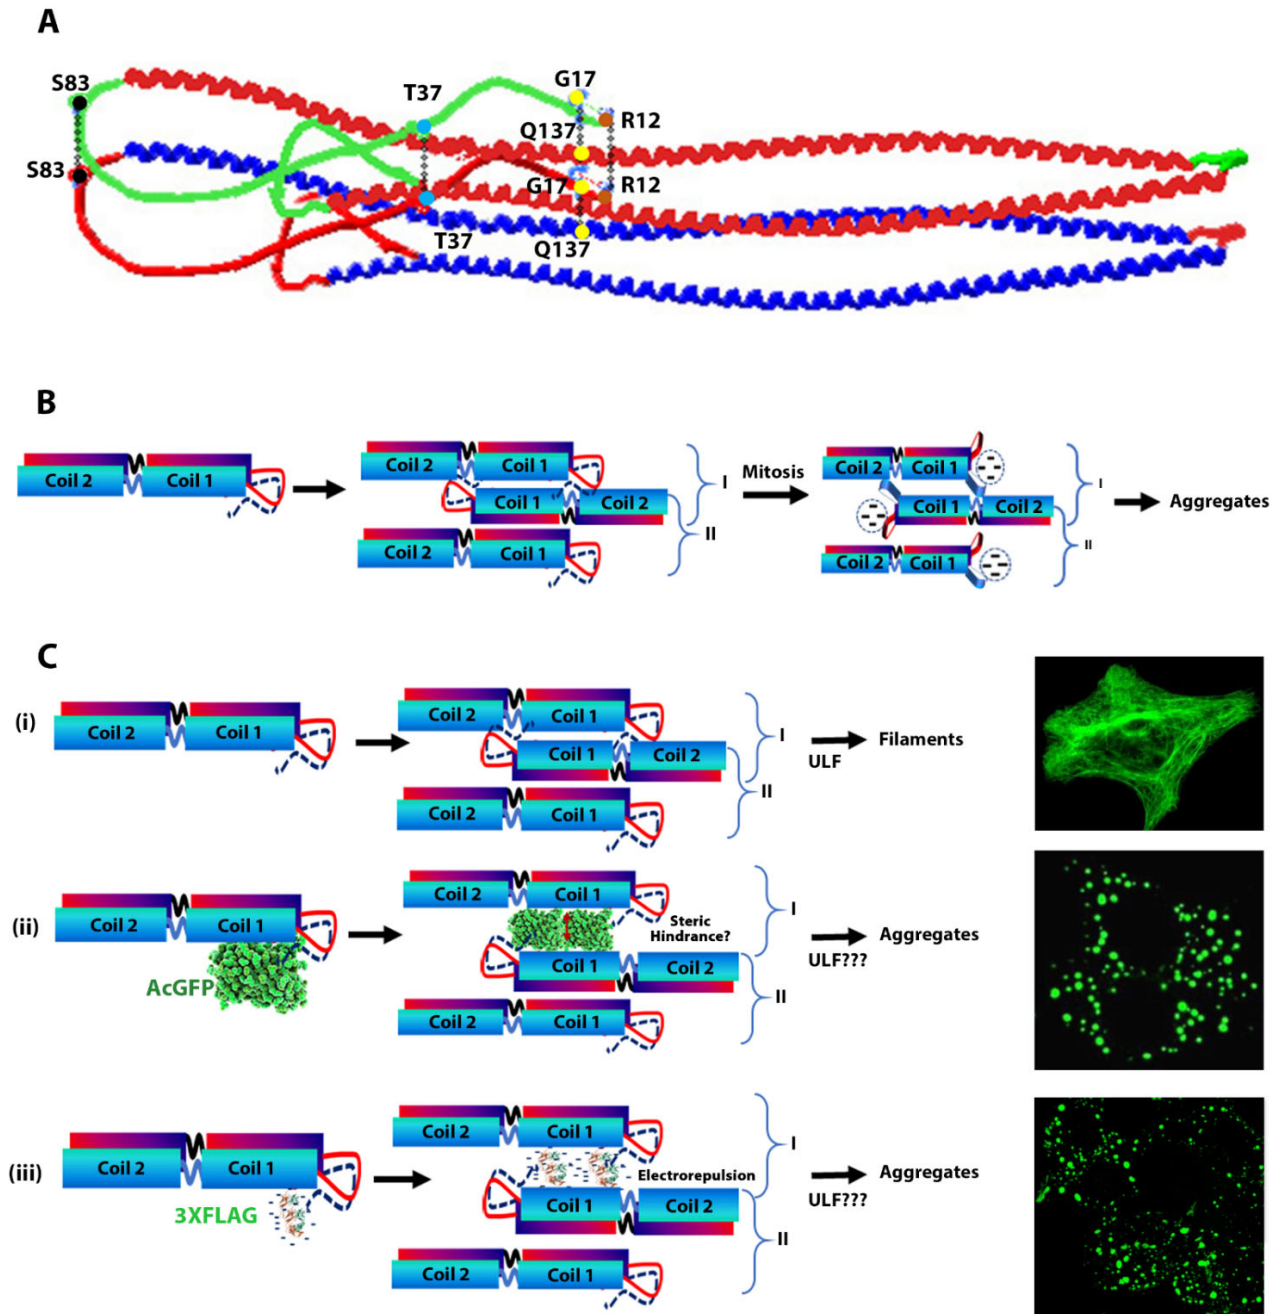 A
S83
T37
G17
R12
Q137
S83
G17
R12
T37
Q137
B
Coil 2 Coil 1
Coil 2 Coil 1
Coil 1 Coil 2
Coil 2 Coil 1
I
II
Mitosis
Coil 2 Coil 1
Coil 1 Coil 2
Coil 2 Coil 1
I
II
Aggregates
C
(i)
Coil 2 Coil 1
Coil 2 Coil 1
Coil 1 Coil 2
Coil 2 Coil 1
I
II
ULF
Filaments
(ii)
Coil 2 Coil 1
AcGFP
Coil 2 Coil 1
Steric
Hindrance?
Coil 1 Coil 2
Coil 2 Coil 1
I
II
ULF???
Aggregates
(iii)
Coil 2 Coil 1
3XFLAG
Coil 2 Coil 1
Electrorepulsion
Coil 1 Coil 2
Coil 2 Coil 1
I
II
ULF???
Aggregates